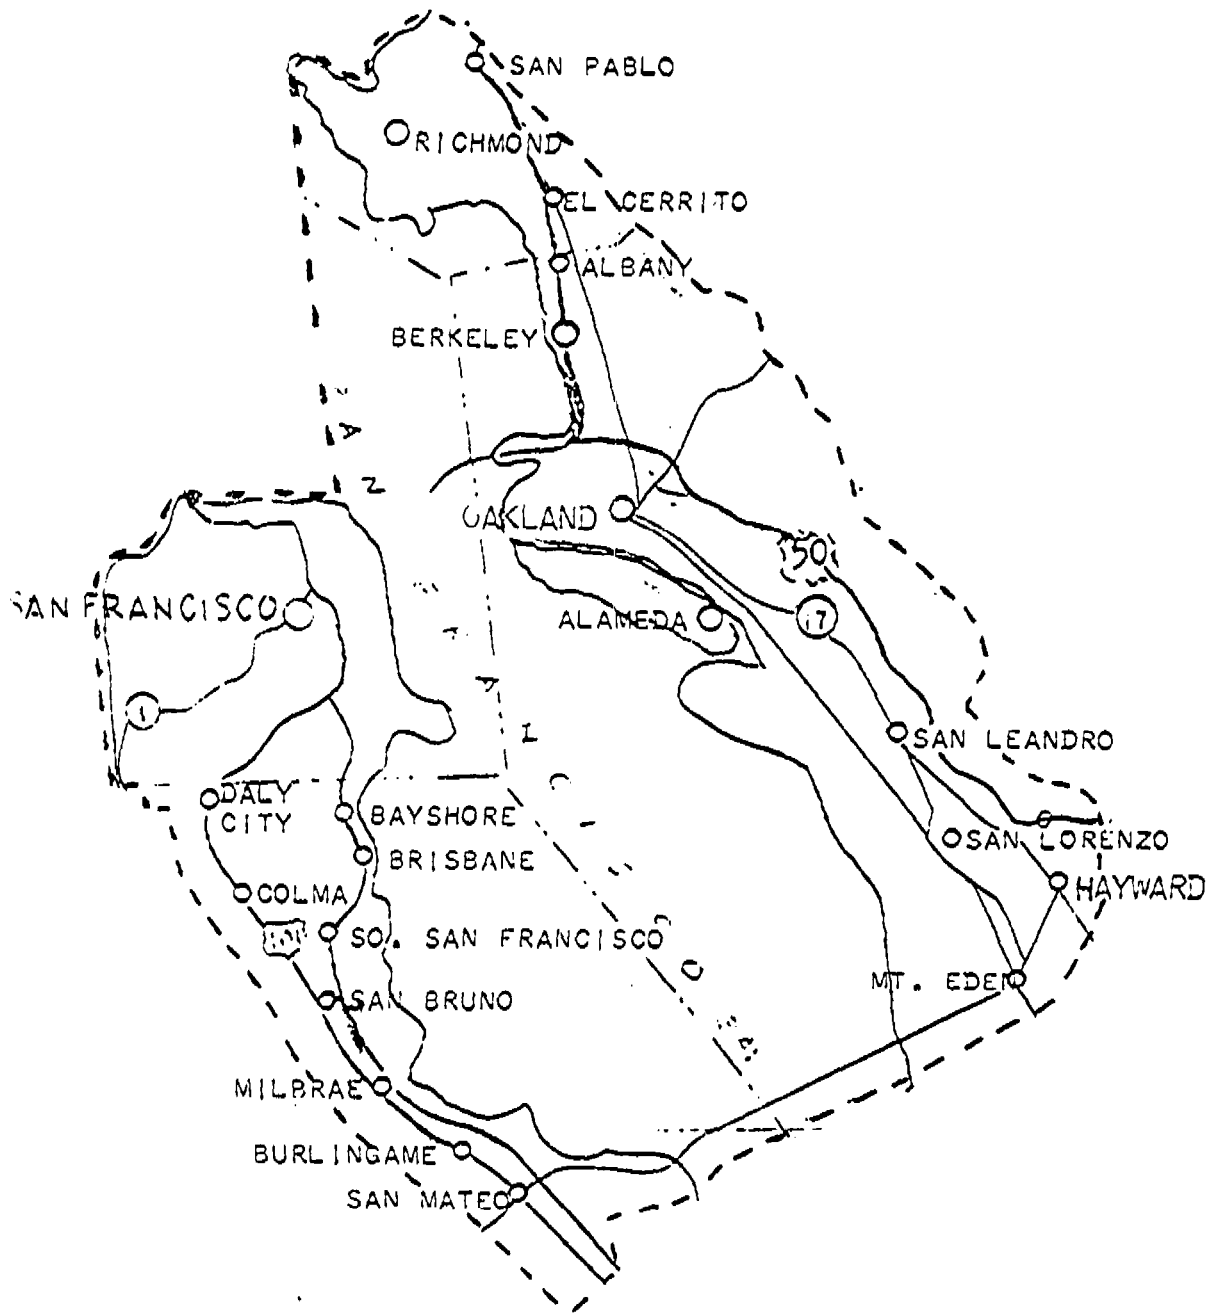 SAN PABLO
RICHMOND
EL CERRITO
ALBANY
BERKELEY
OAKLAND
50
SAN FRANCISCO
ALAMEDA
17
1
SAN LEANDRO
DALY
CITY
BAYSHORE
SAN LORENZO
BRISBANE
HAYWARD
COLMA
101
SO. SAN FRANCISCO
MT. EDEN
SAN BRUNO
MILBRAE
BURLINGAME
SAN MATEO